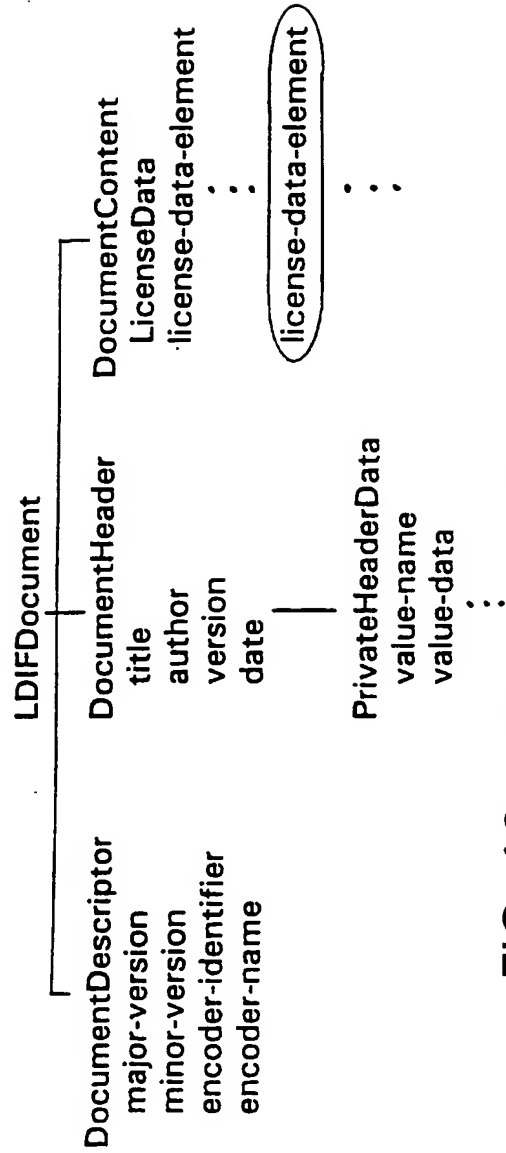 LDIFDocument
DocumentDescriptor
major-version
minor-version
encoder-identifier
encoder-name
DocumentHeader
title
author
version
date
PrivateHeaderData
value-name
value-data
DocumentContent
LicenseData
license-data-element
license-data-element